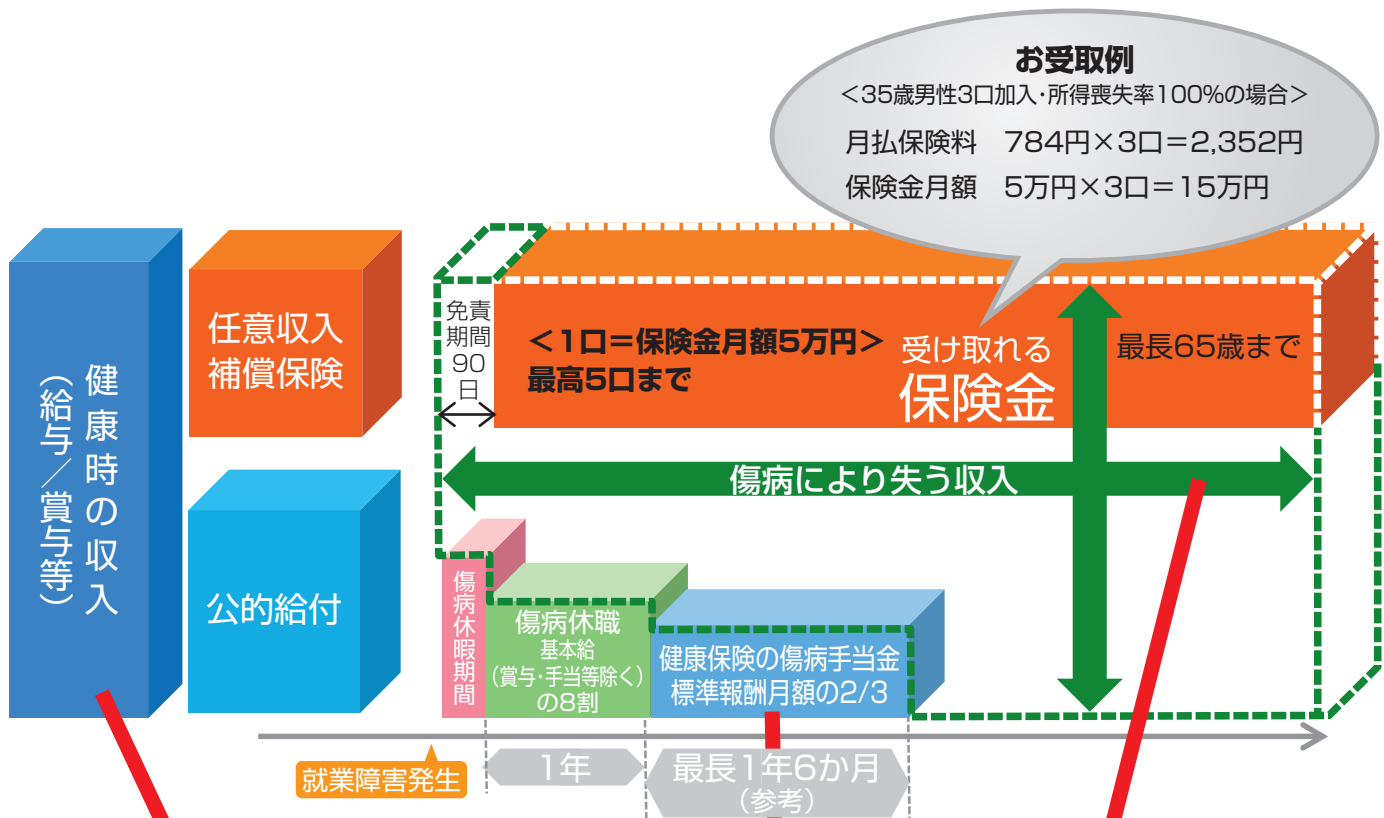 お受取例
＜35歳男性3口加入・所得喪失率100%の場合＞
月払保険料　784円×3口＝2,352円
保険金月額　5万円×3口＝15万円
健康時の収入
（給与／賞与等）
任意収入
補償保険
公的給付
免責
期間
90
日
＜1口＝保険金月額5万円＞
最高5口まで
受け取れる
保険金
最長65歳まで
傷病により失う収入
傷病休暇期間
傷病休職
基本給
（賞与・手当等除く）
の8割
健康保険の傷病手当金
標準報酬月額の2/3
就業障害発生
1年
最長1年6か月
（参考）